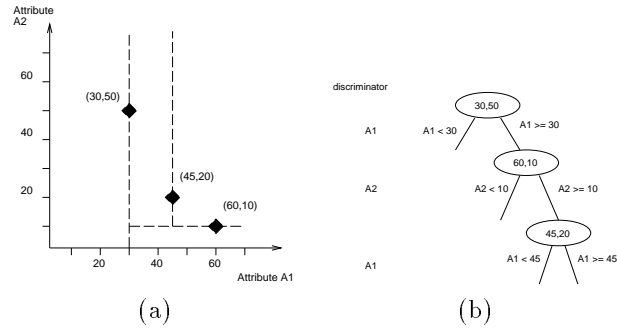 Attribute
A2
60
40
20
(30,50)
(45,20)
(60,10)
20 40 60
Attribute A1
(a)
discriminator
30,50
A1 A1 < 30 A1 >= 30
60,10
A2 A2 < 10 A2 >= 10
45,20
A1 A1 < 45 A1 >= 45
(b)